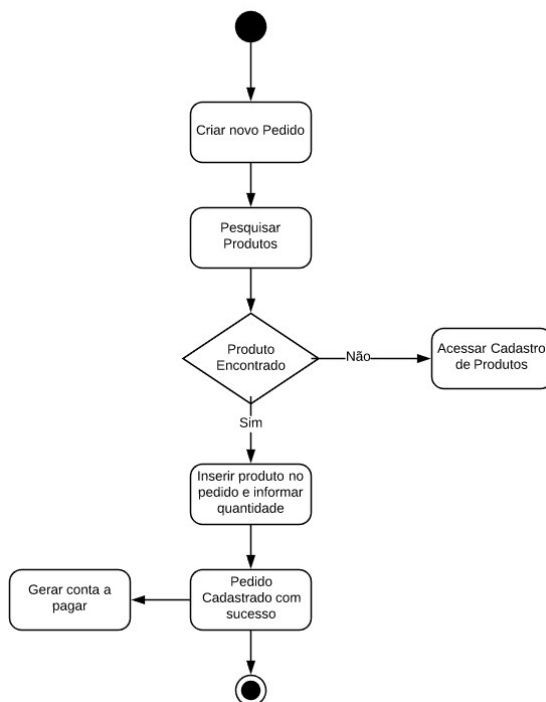 Criar novo Pedido
Pesquisar
Produtos
Produto
Encontrado
Não
Acessar Cadastro
de Produtos
Sim
Inserir produto no
pedido e informar
quantidade
Gerar conta a
pagar
Pedido
Cadastrado com
sucesso